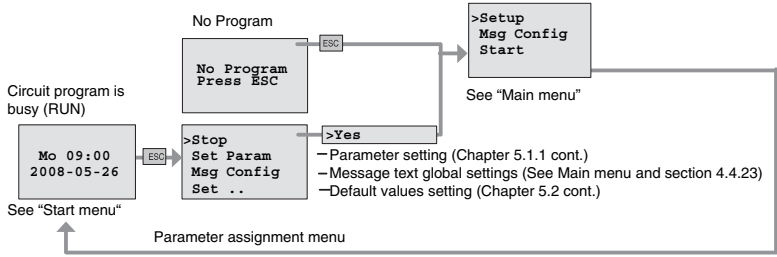 No Program
ESC
No Program
Press ESC
>Setup
Msg Config
Start
See "Main menu"
Circuit program is
busy (RUN)
Mo 09:00
2008-05-26
See "Start menu“
ESC
>Stop
Set Param
Msg Config
Set ..
>Yes
–Parameter setting (Chapter 5.1.1 cont.)
–Message text global settings (See Main menu and section 4.4.23)
–Default values setting (Chapter 5.2 cont.)
Parameter assignment menu